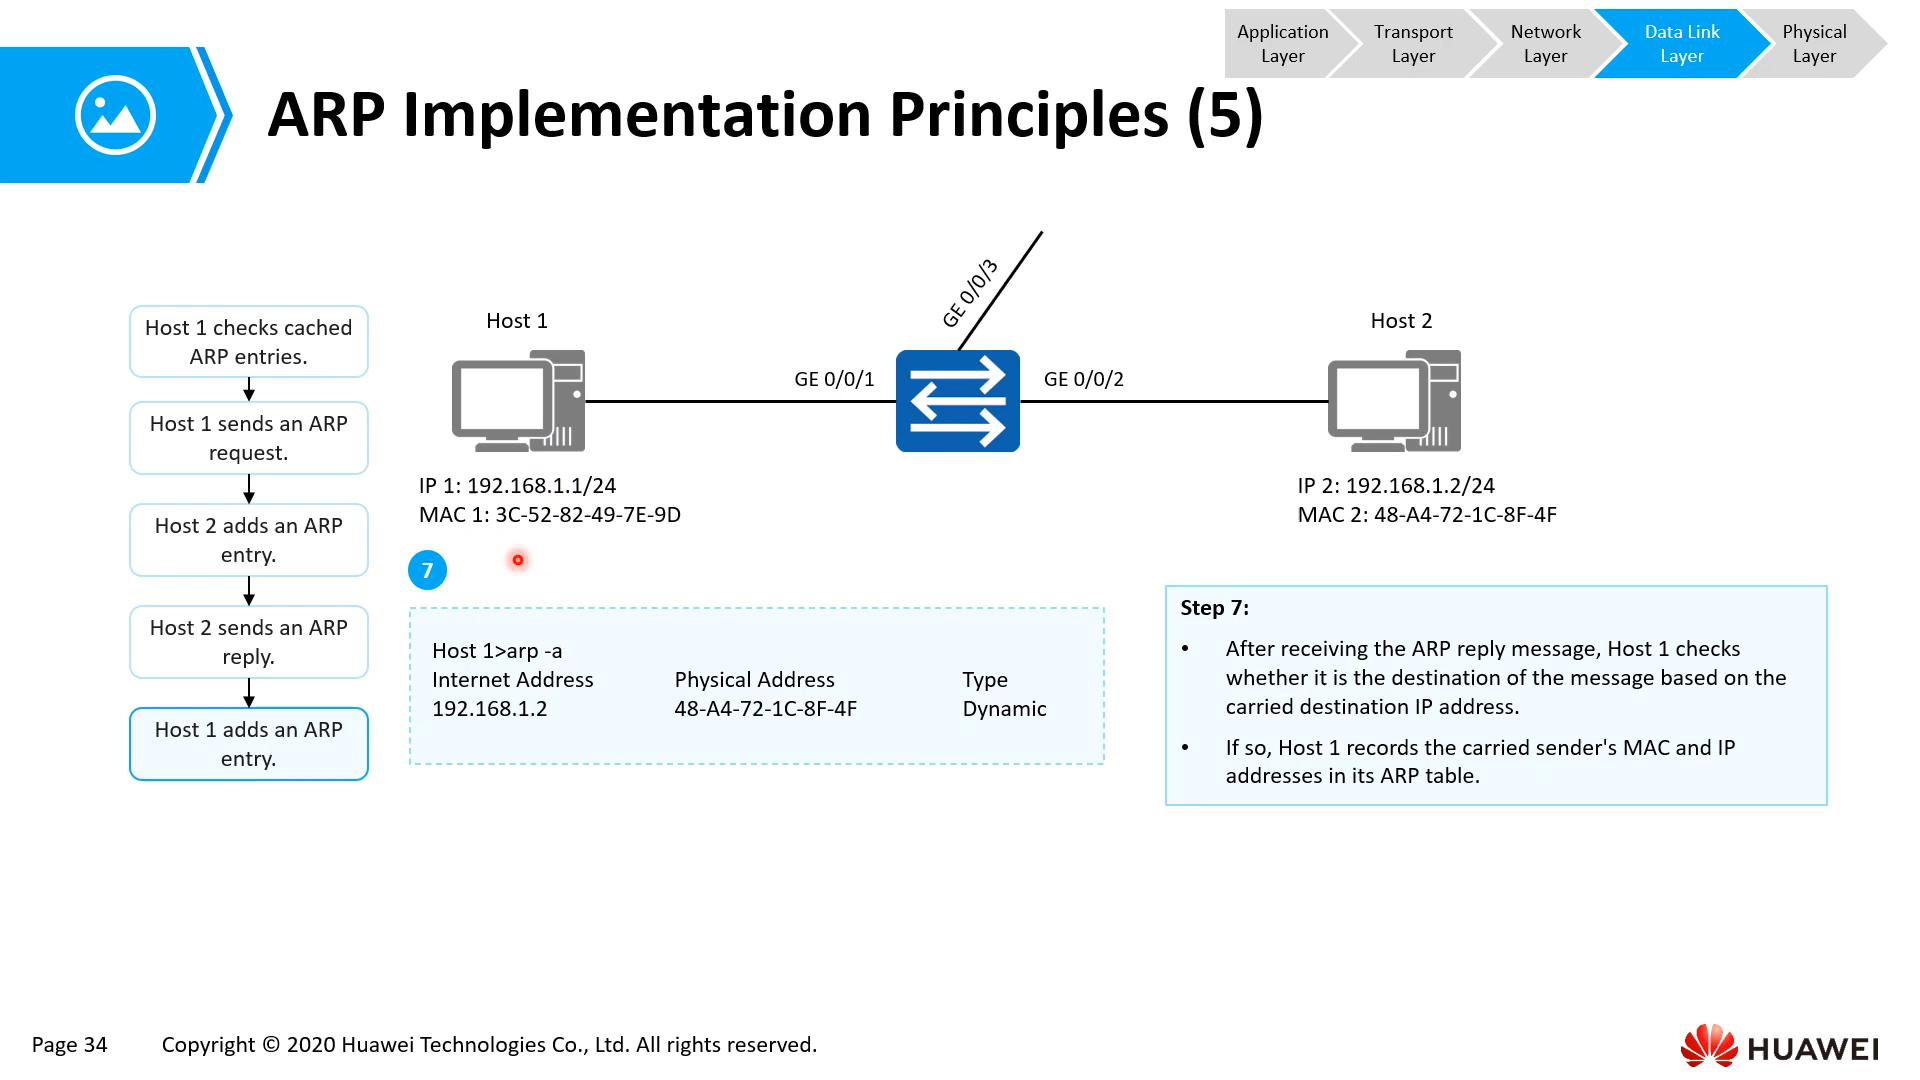 Application
Layer
Transport
Layer
Network
Layer
Data Link
Layer
Physical
Layer
ARP Implementation Principles (5)
Host 1 checks cached
ARP entries.
Host 1 sends an ARP
request.
Host 2 adds an ARP
entry.
Host 2 sends an ARP
reply.
Host 1 adds an ARP
entry.
GE 0/0/3
Host 1
Host 2
GE 0/0/1
GE 0/0/2
IP 1: 192.168.1.1/24
MAC 1: 3C-52-82-49-7E-9D
IP 2: 192.168.1.2/24
MAC 2: 48-A4-72-1C-8F-4F
7
Host 1>arp -a
Internet Address Physical Address Type
192.168.1.2 48-A4-72-1C-8F-4F Dynamic
Step 7:
• After receiving the ARP reply message, Host 1 checks
whether it is the destination of the message based on the
carried destination IP address.
• If so, Host 1 records the carried sender's MAC and IP
addresses in its ARP table.
Page 34 Copyright © 2020 Huawei Technologies Co., Ltd. All rights reserved.
HUAWEI